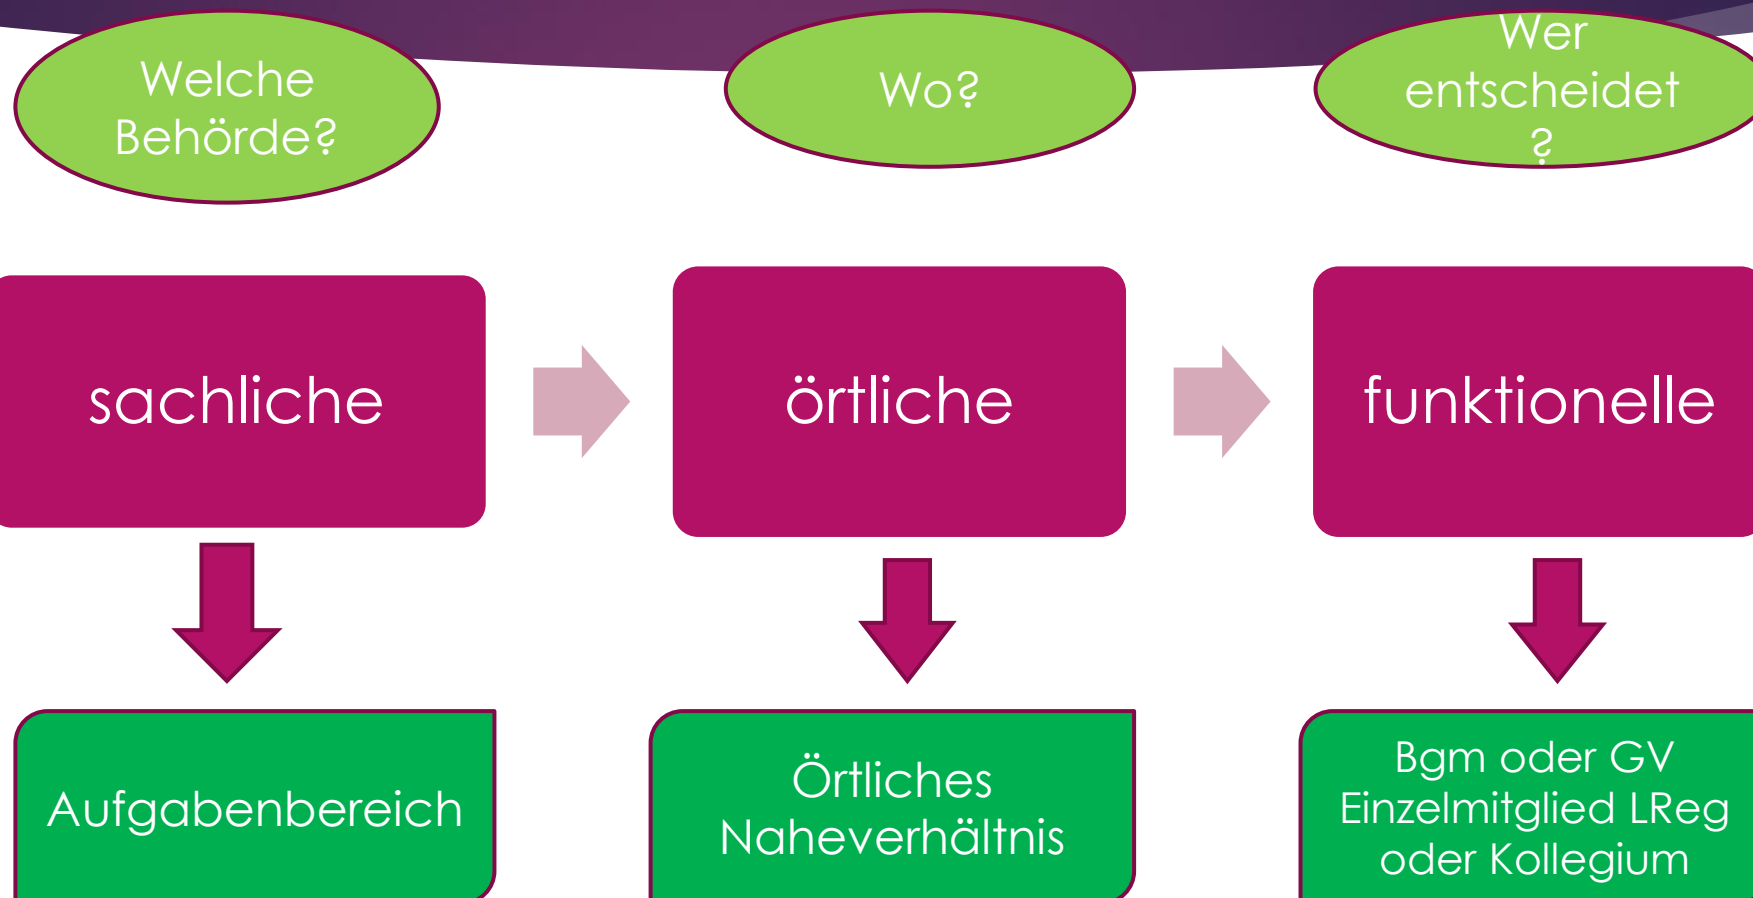 Welche
Behörde?
Wo?
Wer
entscheidet
?
sachliche
örtliche
funktionelle
Aufgabenbereich
Örtliches
Naheverhältnis
Bgm oder GV
Einzelmitglied LReg
oder Kollegium